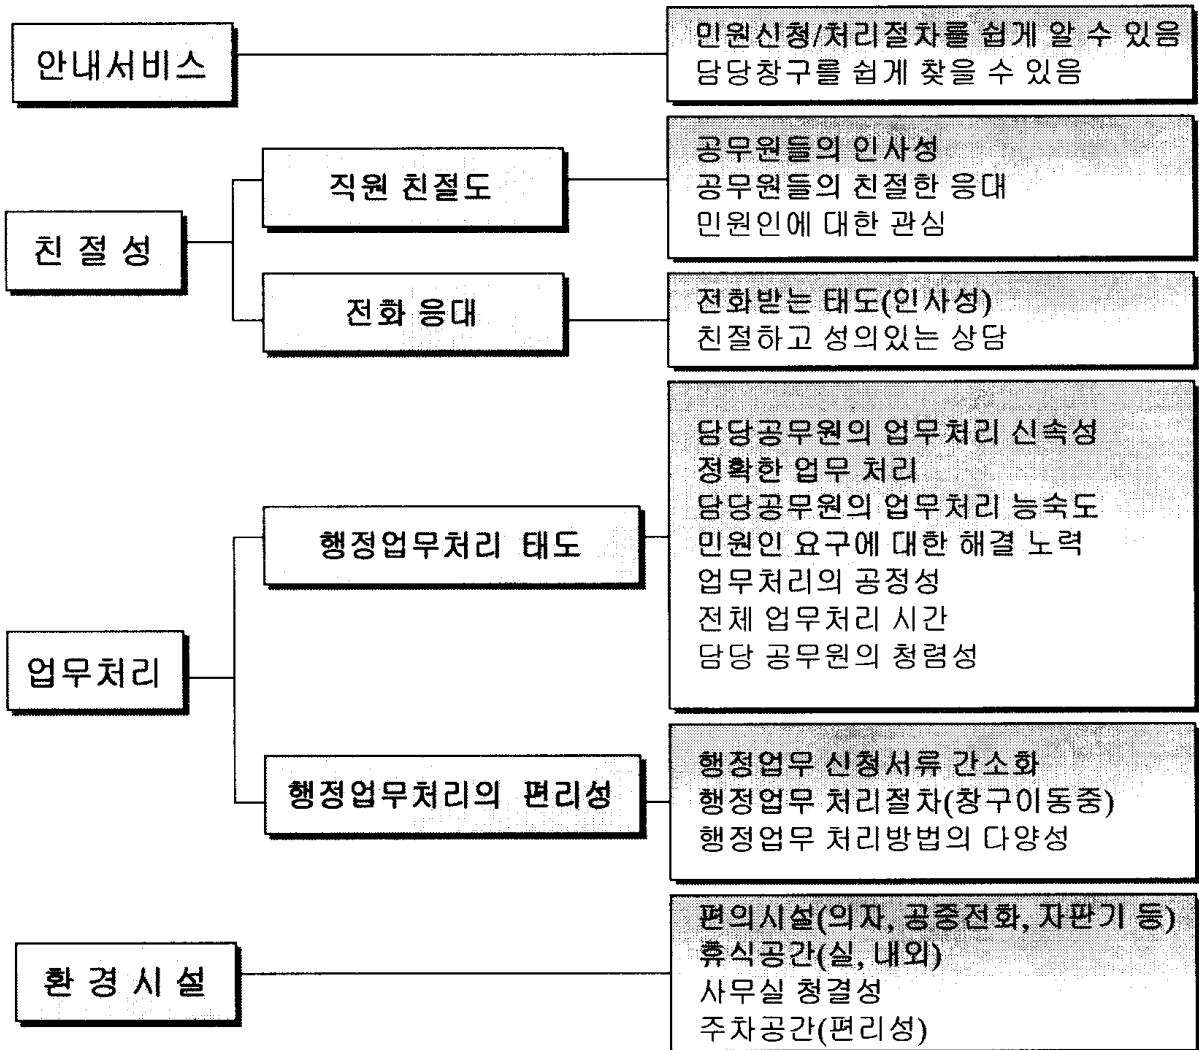 안내서비스
민원신청/처리절차를 쉽게 알 수 있음
담당창구를 쉽게 찾을 수 있음
친 절 성
직원 친절도
공무원들의 인사성
공무원들의 친절한 응대
민원인에 대한 관심
전화 응대
전화받는 태도(인사성)
친절하고 성의있는 상담
업무처리
행정업무처리 태도
담당공무원의 업무처리 신속성
정확한 업무 처리
담당공무원의 업무처리 능숙도
민원인 요구에 대한 해결 노력
업무처리의 공정성
전체 업무처리 시간
담당 공무원의 청렴성
행정업무처리의 편리성
행정업무 신청서류 간소화
행정업무 처리절차(창구이동중)
행정업무 처리방법의 다양성
환 경 시 설
편의시설(의자, 공중전화, 자판기 등)
휴식공간(실, 내외)
사무실 청결성
주차공간(편리성)